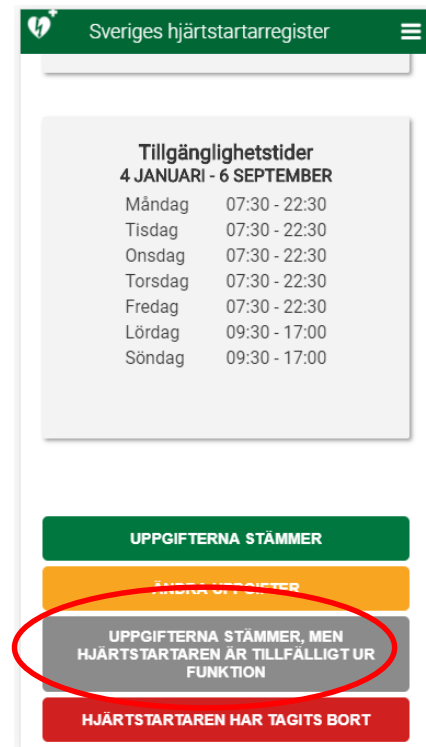 Sveriges hjärtstartarregister
Tillgänglighetstider
4 JANUARI - 6 SEPTEMBER
Måndag 07:30 - 22:30
Tisdag 07:30 - 22:30
Onsdag 07:30 - 22:30
Torsdag 07:30 - 22:30
Fredag 07:30 - 22:30
Lördag 09:30 - 17:00
Söndag 09:30 - 17:00
UPPGIFTERNA STÄMMER
ÄNDRA UPPGIFTER
UPPGIFTERNA STÄMMER, MEN
HJÄRTSTARTAREN ÄR TILLFÄLLIGT UR
FUNKTION
HJÄRTSTARTAREN HAR TAGITS BORT